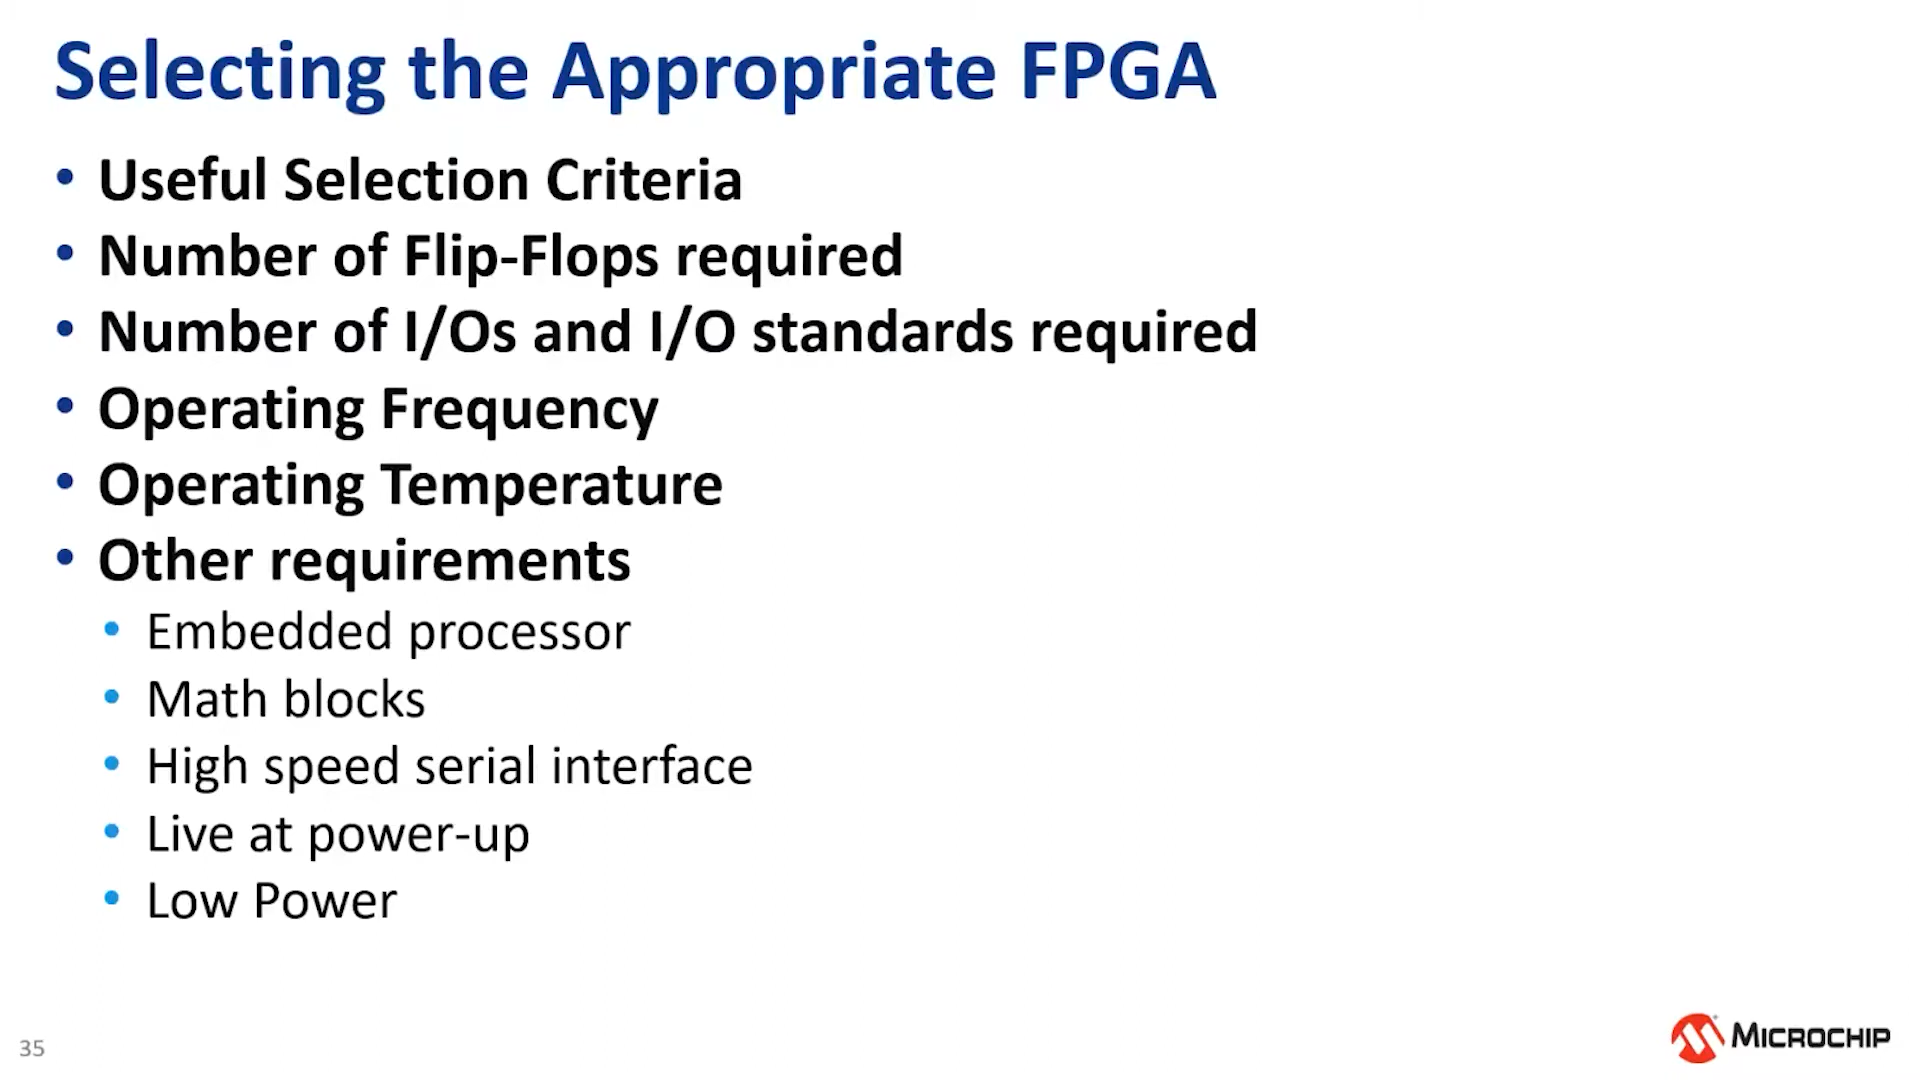 Selecting the Appropriate FPGA
• Useful Selection Criteria
• Number of Flip-Flops required
• Number of I/Os and I/O standards required
• Operating Frequency
• Operating Temperature
• Other requirements
• Embedded processor
• Math blocks
• High speed serial interface
• Live at power-up
• Low Power
35
MICROCHIP